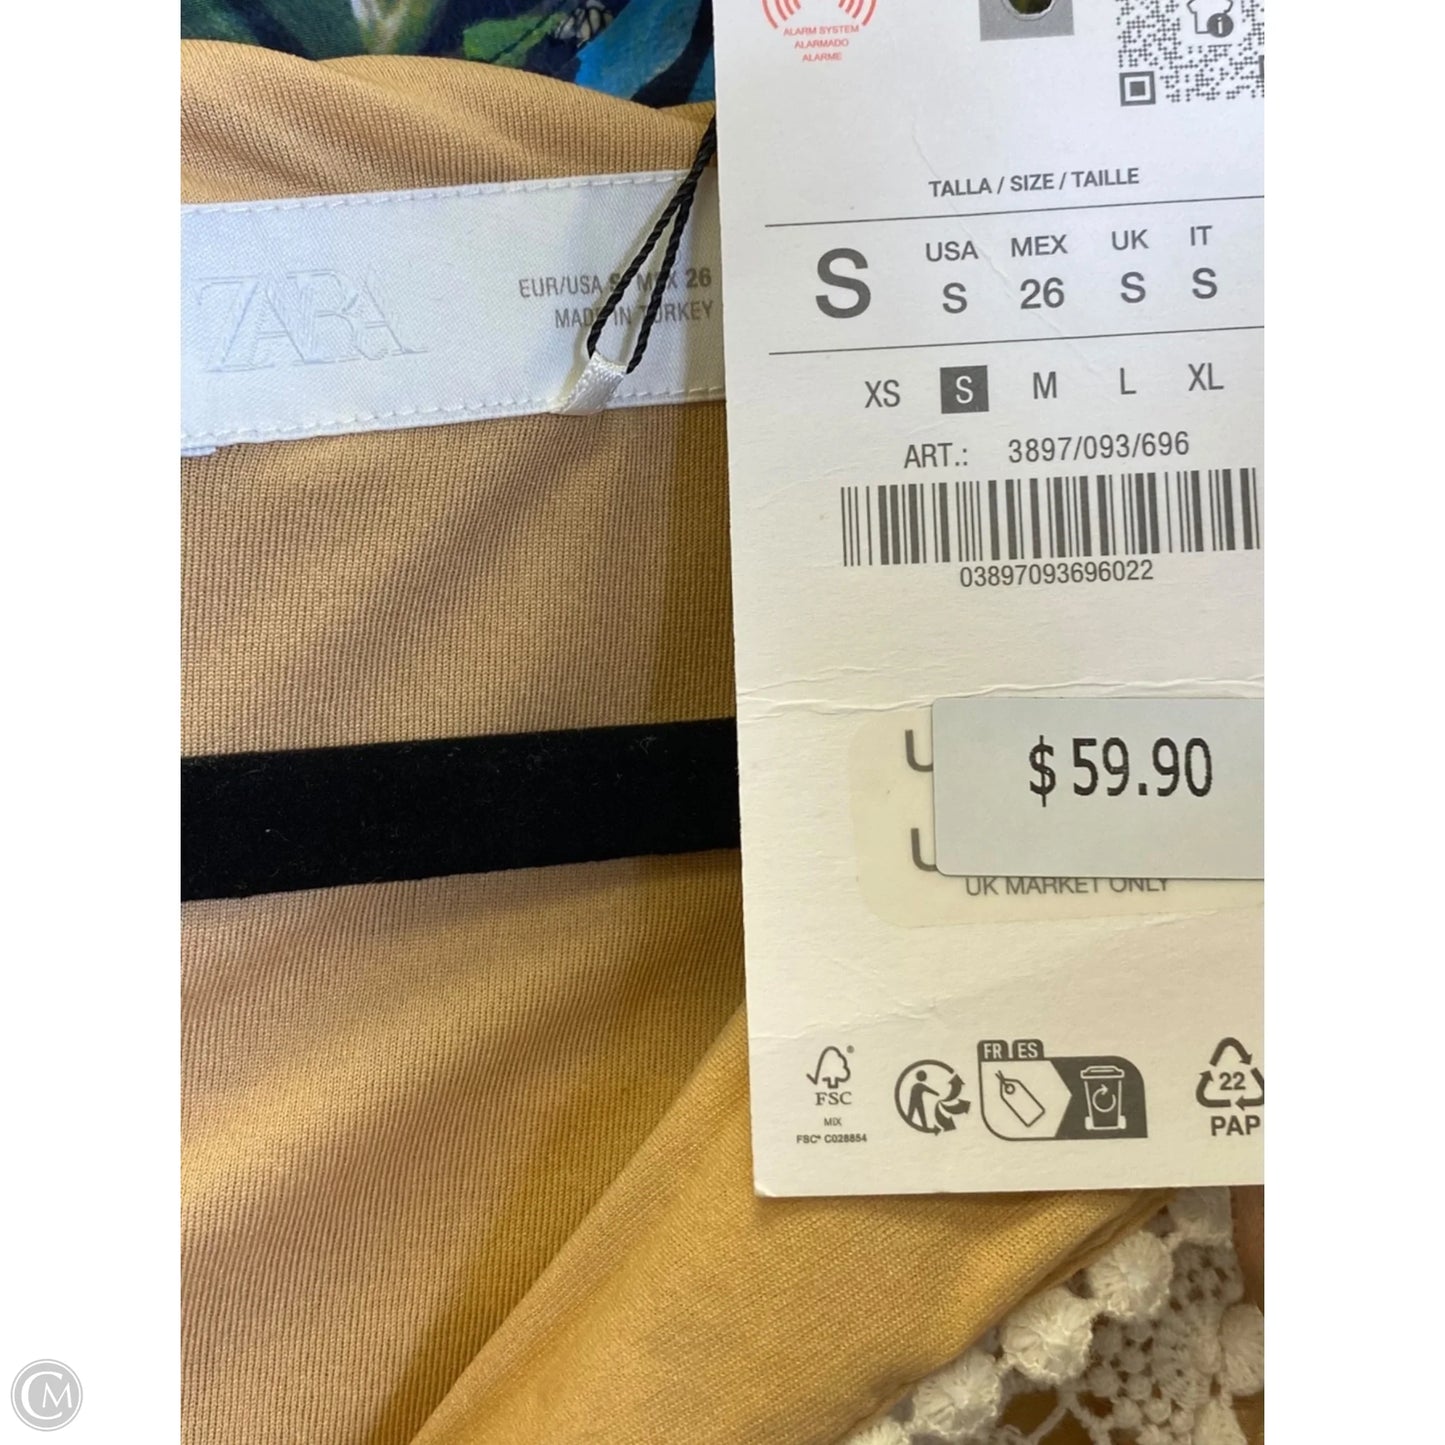 ZARA
EUR/USA S MEX 26
MADE IN TURKEY
ALARM SYSTEM
ALARMADO
ALARME
TALLA / SIZE / TAILLE
S
USA MEX UK IT
S 26 S S
XS S M L XL
ART.: 3897/093/696
03897093696022
$ 59.90
UK MARKET ONLY
FSC
MIX
FSC® C028854
FR ES
22
PAP
CM